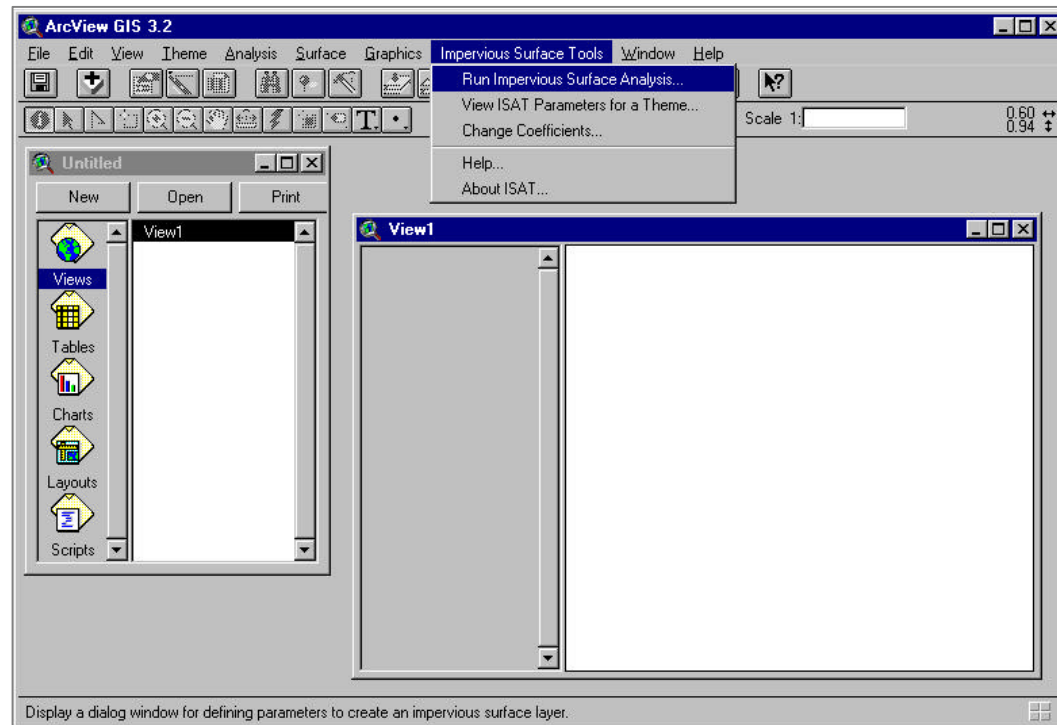 ArcView GIS 3.2
File Edit View Theme Analysis Surface Graphics Impervious Surface Tools Window Help
Run Impervious Surface Analysis...
View ISAT Parameters for a Theme...
Change Coefficients...
Help...
About ISAT...
T
Scale 1:
0.60
0.94
Untitled
New Open Print
View1
Views
Tables
Charts
Layouts
Scripts
View1
Display a dialog window for defining parameters to create an impervious surface layer.